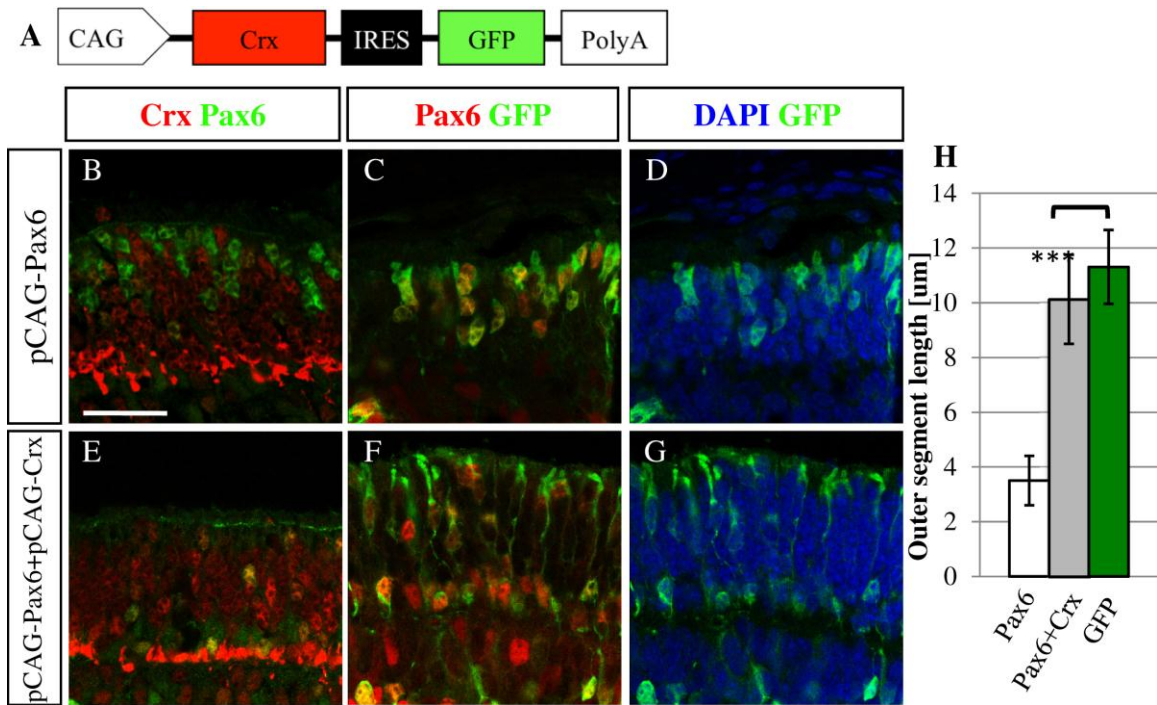 A CAG Crx IRES GFP PolyA
Crx Pax6 Pax6 GFP DAPI GFP
pCAG-Pax6
B C D
pCAG-Pax6+pCAG-Crx
E F G
H
Outer segment length [um]
14
12
10
8
6
4
2
0
***
Pax6
Pax6+Crx
GFP